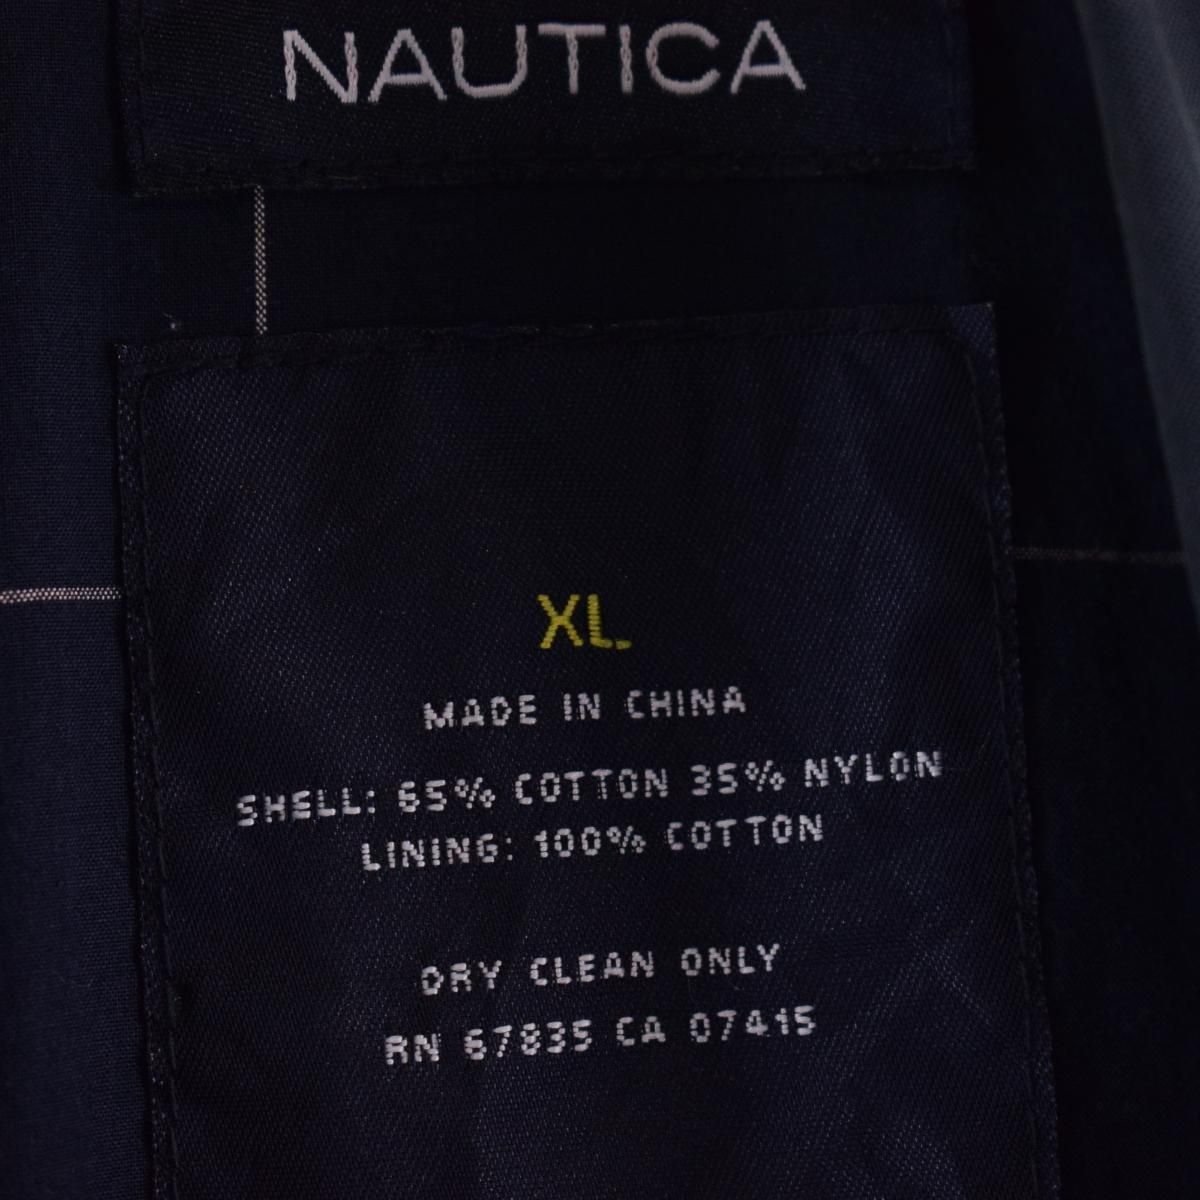 NAUTICA
XL
MADE IN CHINA
SHELL: 65% COTTON 35% NYLON
LINING: 100% COTTON
DRY CLEAN ONLY
RN 67835 CA 07415